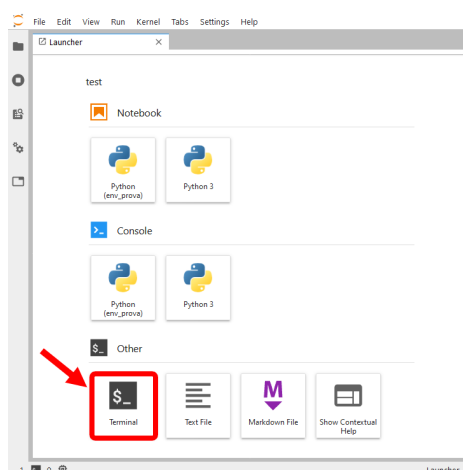 File Edit View Run Kernel Tabs Settings Help
Launcher
test
Notebook
Python
(env_prova)
Python 3
>_ Console
Python
(env_prova)
Python 3
$_ Other
$_
Terminal
Text File
M
Markdown File
Show Contextual
Help
Launcher